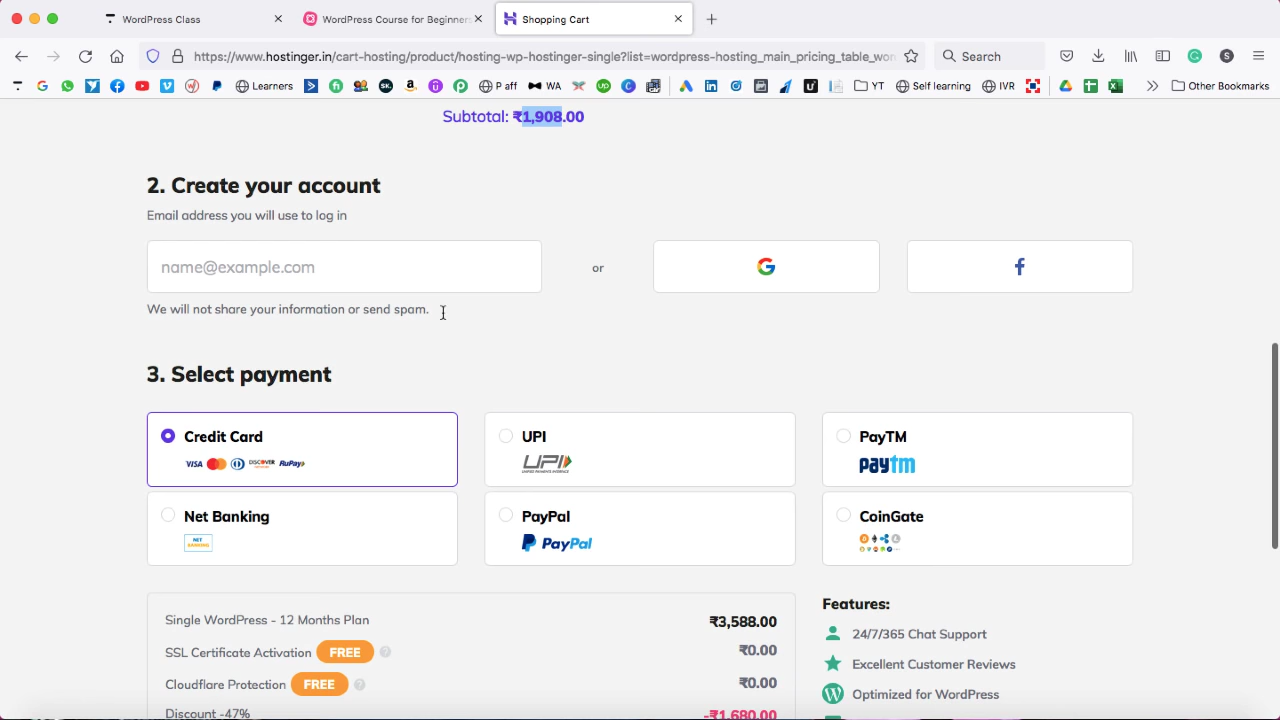 WordPress Class
WordPress Course for Beginners
Shopping Cart
https://www.hostinger.in/cart-hosting/product/hosting-wp-hostinger-single?list=wordpress-hosting_main_pricing_table_wor
Search
Learners
P aff
WA
YT
Self learning
IVR
Other Bookmarks
Subtotal: ₹1,908.00
2. Create your account
Email address you will use to log in
name@example.com
or
We will not share your information or send spam.
3. Select payment
Credit Card
VISA DISCOVER RuPay
UPI
UPI
UNIFIED PAYMENTS INTERFACE
PayTM
paytm
Net Banking
NET BANKING
PayPal
PayPal
CoinGate
Single WordPress - 12 Months Plan ₹3,588.00
SSL Certificate Activation FREE ₹0.00
Cloudflare Protection FREE ₹0.00
Discount -47% -₹1,680.00
Features:
24/7/365 Chat Support
Excellent Customer Reviews
Optimized for WordPress